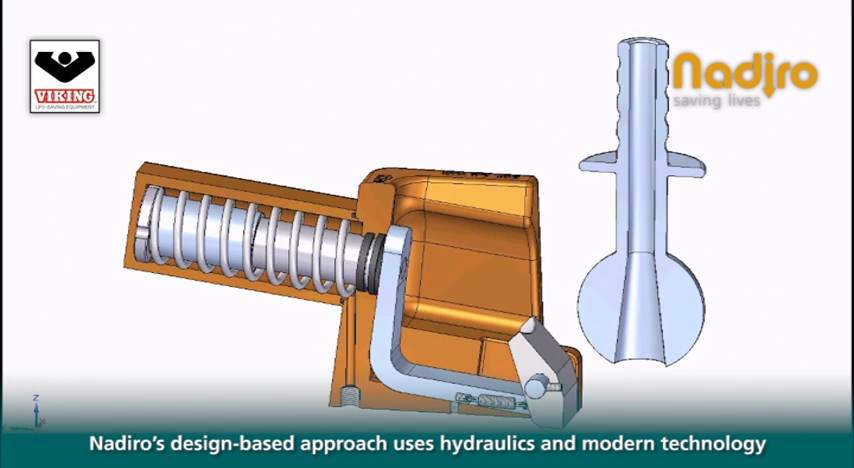 VIKING
LIFE-SAVING EQUIPMENT
Nadiro
saving lives
Z
X
Nadiro's design-based approach uses hydraulics and modern technology